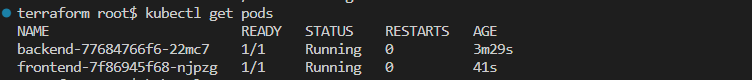 terraform root$ kubectl get pods
NAME READY STATUS RESTARTS AGE
backend-77684766f6-22mc7 1/1 Running 0 3m29s
frontend-7f86945f68-njpzg 1/1 Running 0 41s